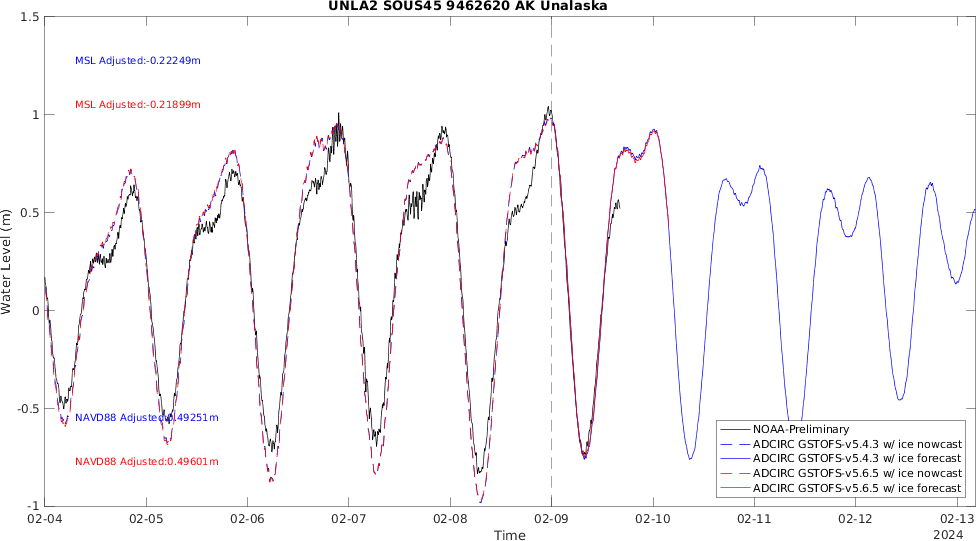 UNLA2 SOUS45 9462620 AK Unalaska
1.5
MSL Adjusted:-0.22249m
MSL Adjusted:-0.21899m
1
0.5
Water Level (m)
0
-0.5
NAVD88 Adjusted:0.49251m
NAVD88 Adjusted:0.49601m
NOAA-Preliminary
ADCIRC GSTOFS-v5.4.3 w/ ice nowcast
ADCIRC GSTOFS-v5.4.3 w/ ice forecast
ADCIRC GSTOFS-v5.6.5 w/ ice nowcast
ADCIRC GSTOFS-v5.6.5 w/ ice forecast
-1
02-04 02-05 02-06 02-07 02-08 02-09 02-10 02-11 02-12 02-13
Time
2024